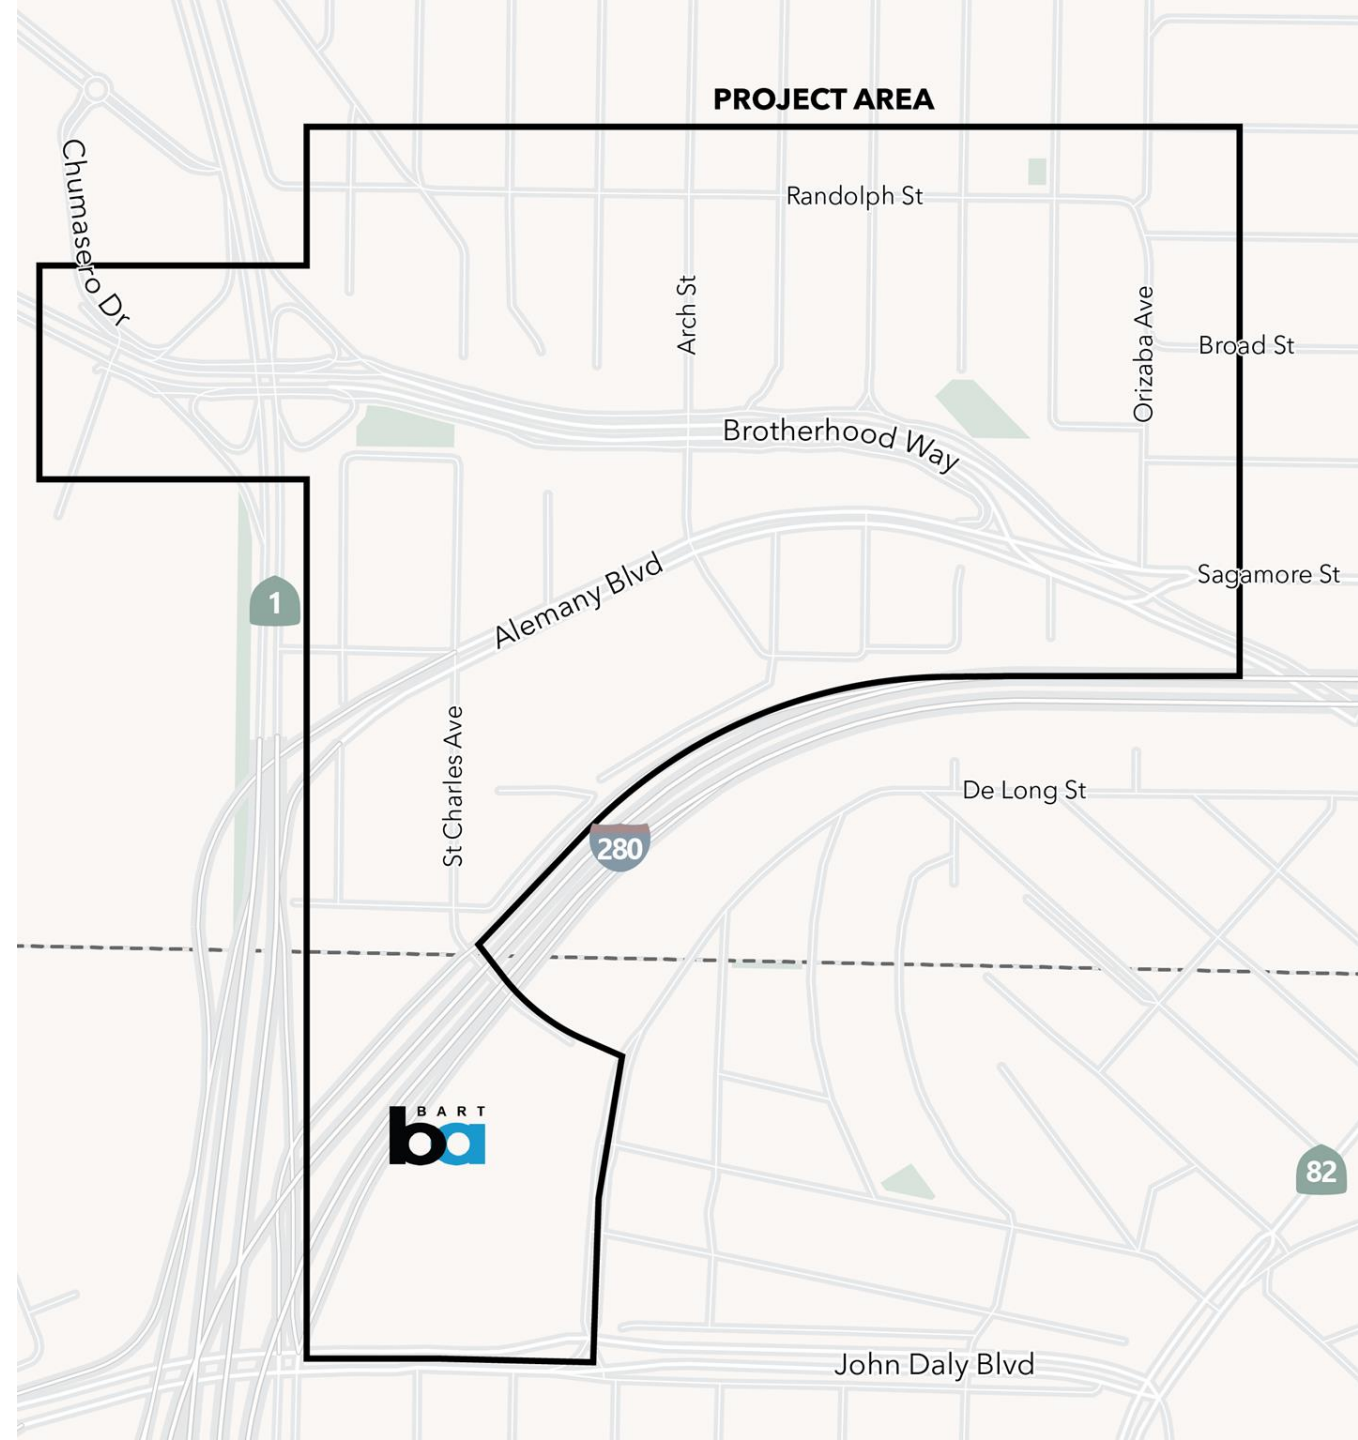 PROJECT AREA
Chumasero Dr
Randolph St
Arch St
Orizaba Ave
Broad St
Brotherhood Way
Alemany Blvd
Sagamore St
1
St Charles Ave
De Long St
280
BART
ba
82
John Daly Blvd